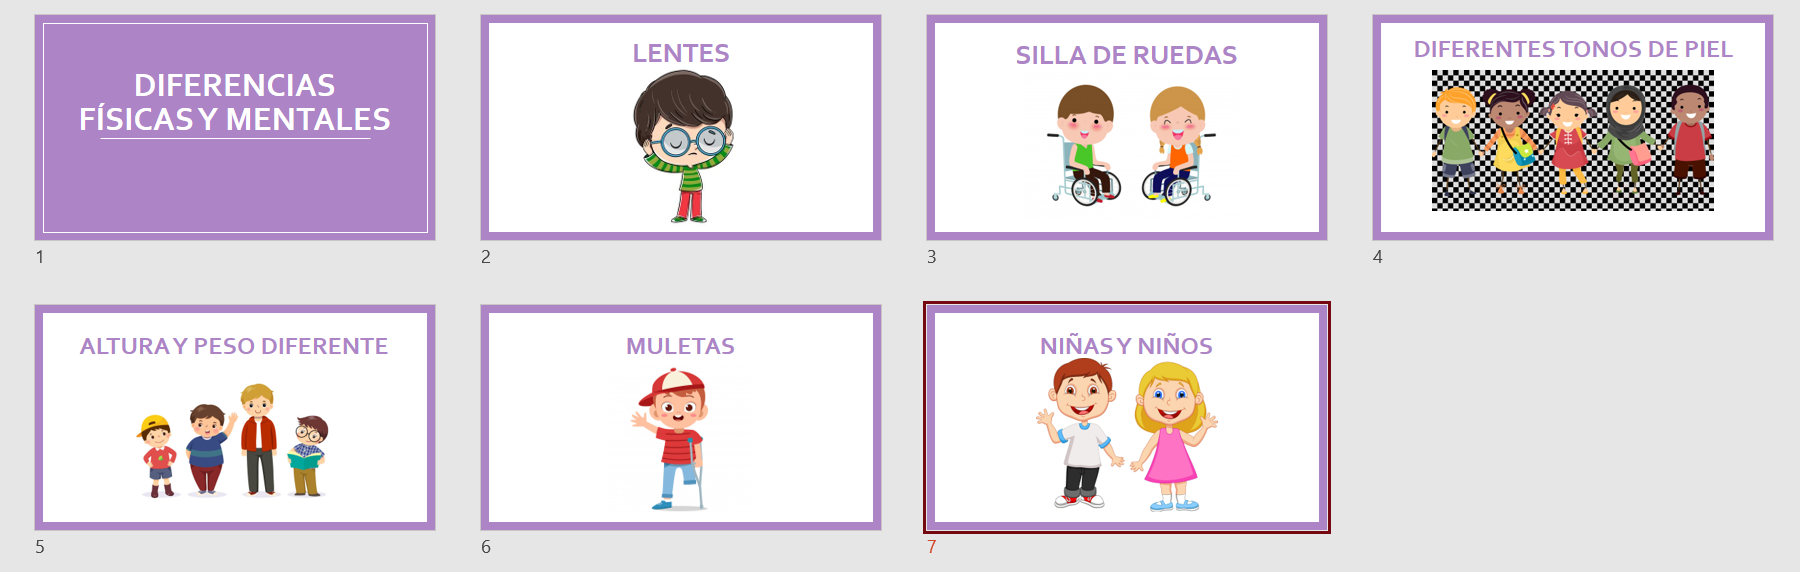 DIFERENCIAS
FÍSICAS Y MENTALES
1
LENTES
2
SILLA DE RUEDAS
3
DIFERENTES TONOS DE PIEL
4
ALTURA Y PESO DIFERENTE
5
MULETAS
6
NIÑAS Y NIÑOS
7